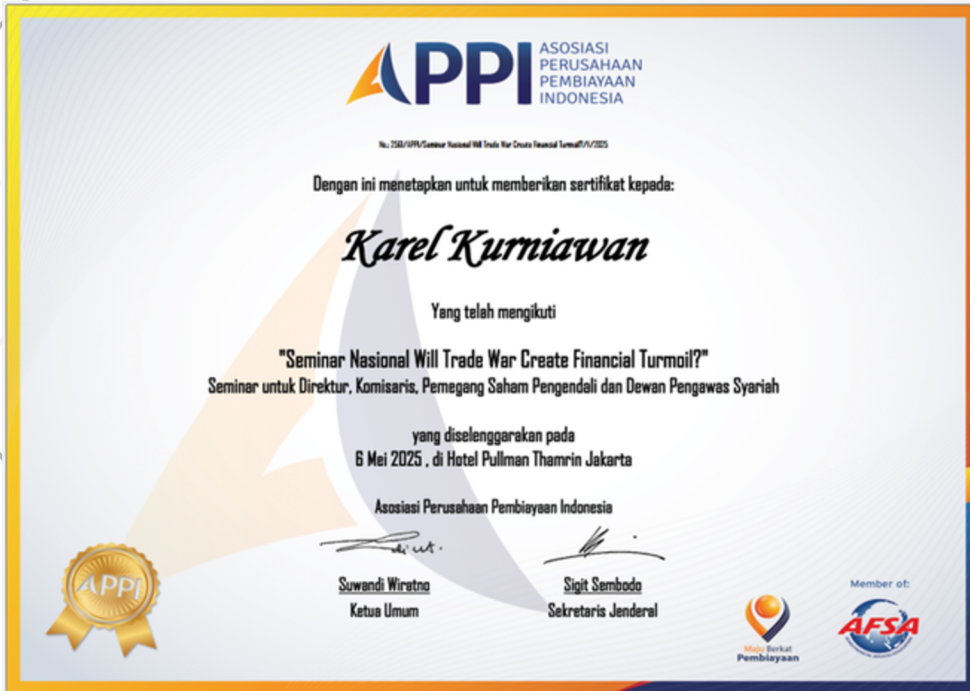 APPI ASOSIASI
PERUSAHAAN
PEMBIAYAAN
INDONESIA
Dengan ini menetapkan untuk memberikan sertifikat kepada:
Karel Kurniawan
Yang telah mengikuti
"Seminar Nasional Will Trade War Create Financial Turmoil?"
Seminar untuk Direktur, Komisaris, Pemegang Saham Pengendali dan Dewan Pengawas Syariah
yang diselenggarakan pada
6 Mei 2025 , di Hotel Pullman Thamrin Jakarta
Asosiasi Perusahaan Pembiayaan Indonesia
Suwandi Wiratno
Ketua Umum
Sigit Sembodo
Sekretaris Jenderal
APPI
Maju Berkat
Pembiayaan
Member of:
AFSA